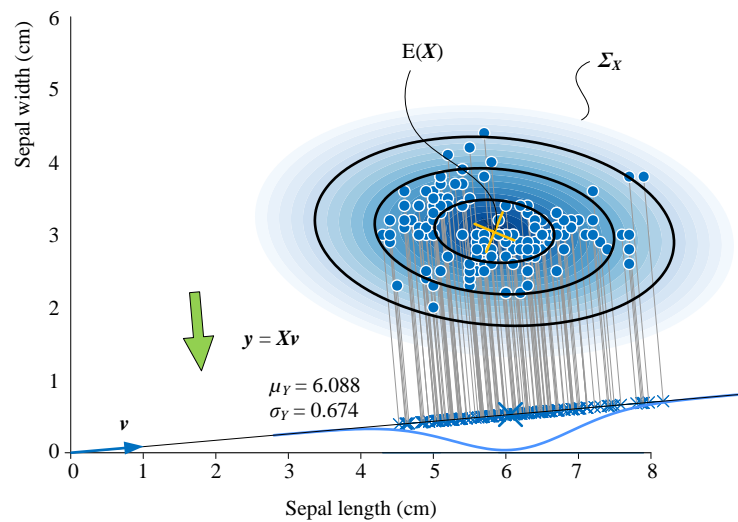 6
5
4
3
2
1
0
Sepal width (cm)
E(X)
Σ_X
y = Xv
μ_Y = 6.088
σ_Y = 0.674
v
0 1 2 3 4 5 6 7 8
Sepal length (cm)